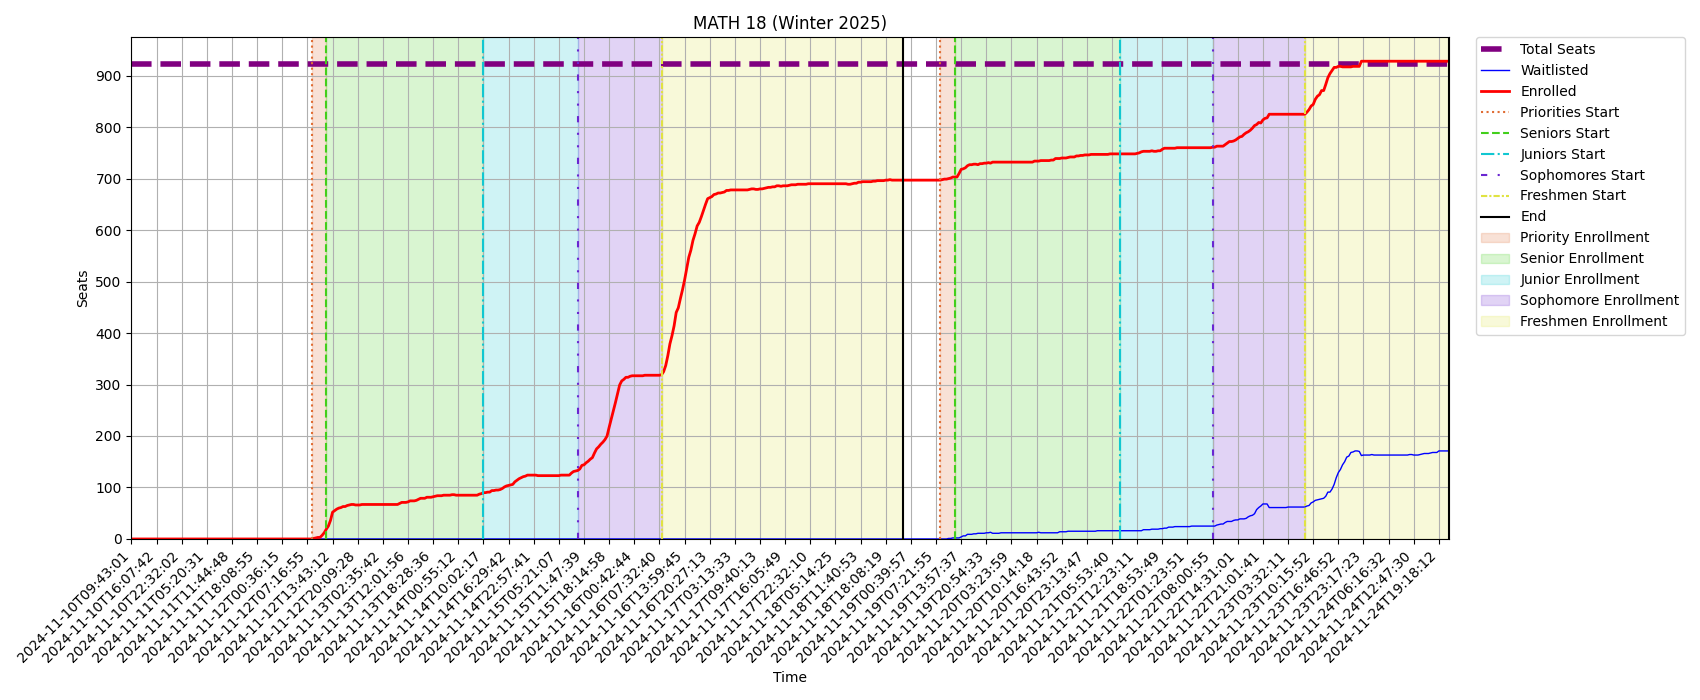 MATH 18 (Winter 2025)
Seats
900
800
700
600
500
400
300
200
100
0
2024-11-10T09:43:01
2024-11-10T16:07:42
2024-11-10T22:32:02
2024-11-11T05:20:31
2024-11-11T11:44:48
2024-11-11T18:08:55
2024-11-12T00:36:15
2024-11-12T07:16:55
2024-11-12T13:43:12
2024-11-12T20:09:28
2024-11-13T02:35:42
2024-11-13T12:01:56
2024-11-13T18:28:36
2024-11-14T00:55:12
2024-11-14T10:02:17
2024-11-14T16:29:42
2024-11-14T22:57:41
2024-11-15T05:21:07
2024-11-15T11:47:39
2024-11-15T18:14:58
2024-11-16T00:42:44
2024-11-16T07:32:40
2024-11-16T13:59:45
2024-11-16T20:27:13
2024-11-17T03:13:33
2024-11-17T09:40:13
2024-11-17T16:05:49
2024-11-17T22:32:10
2024-11-18T05:14:25
2024-11-18T11:40:53
2024-11-18T18:08:19
2024-11-19T00:39:57
2024-11-19T07:21:55
2024-11-19T13:57:37
2024-11-19T20:54:33
2024-11-20T03:23:59
2024-11-20T10:14:18
2024-11-20T16:43:52
2024-11-20T23:13:47
2024-11-21T05:53:40
2024-11-21T12:23:11
2024-11-21T18:53:49
2024-11-22T01:23:51
2024-11-22T08:00:55
2024-11-22T14:31:01
2024-11-22T21:01:41
2024-11-23T03:32:11
2024-11-23T10:15:52
2024-11-23T16:46:52
2024-11-23T23:17:23
2024-11-24T06:16:32
2024-11-24T12:47:30
2024-11-24T19:18:12
Time
Total Seats
Waitlisted
Enrolled
Priorities Start
Seniors Start
Juniors Start
Sophomores Start
Freshmen Start
End
Priority Enrollment
Senior Enrollment
Junior Enrollment
Sophomore Enrollment
Freshmen Enrollment